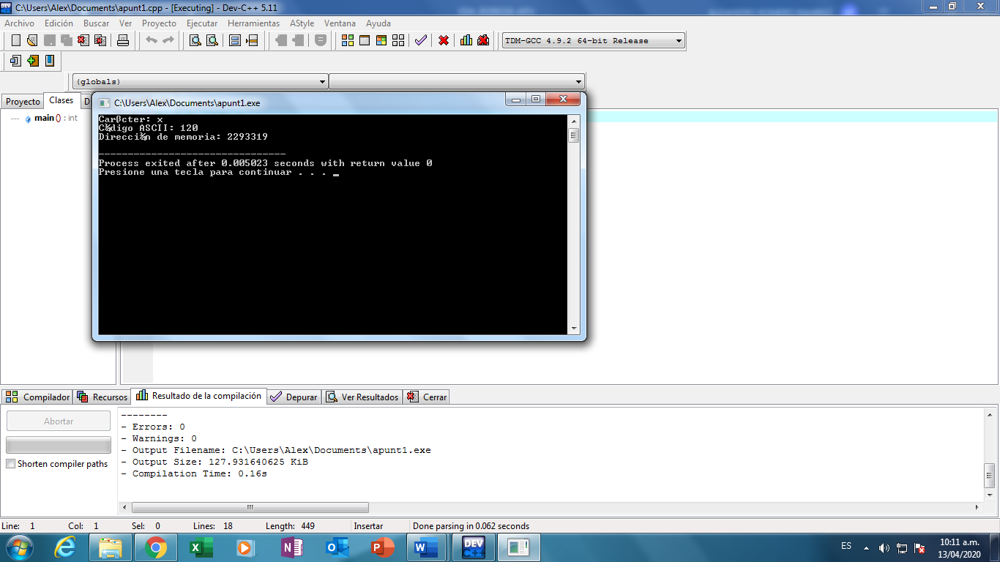 C:\Users\Alex\Documents\apunt1.cpp - [Executing] - Dev-C++ 5.11
Archivo Edición Buscar Ver Proyecto Ejecutar Herramientas AStyle Ventana Ayuda
TDM-GCC 4.9.2 64-bit Release
(globals)
Proyecto Clases D
main () : int
C:\Users\Alex\Documents\apunt1.exe
Carßcter: x
C¾digo ASCII: 120
Direcci¾n de memoria: 2293319
--------------------------------
Process exited after 0.005023 seconds with return value 0
Presione una tecla para continuar . . . _
Compilador Recursos Resultado de la compilación Depurar Ver Resultados Cerrar
Abortar
Shorten compiler paths
--------
- Errors: 0
- Warnings: 0
- Output Filename: C:\Users\Alex\Documents\apunt1.exe
- Output Size: 127.931640625 KiB
- Compilation Time: 0.16s
Line: 1 Col: 1 Sel: 0 Lines: 18 Length: 449 Insertar Done parsing in 0.062 seconds
DEV C++
ES
10:11 a.m.
13/04/2020